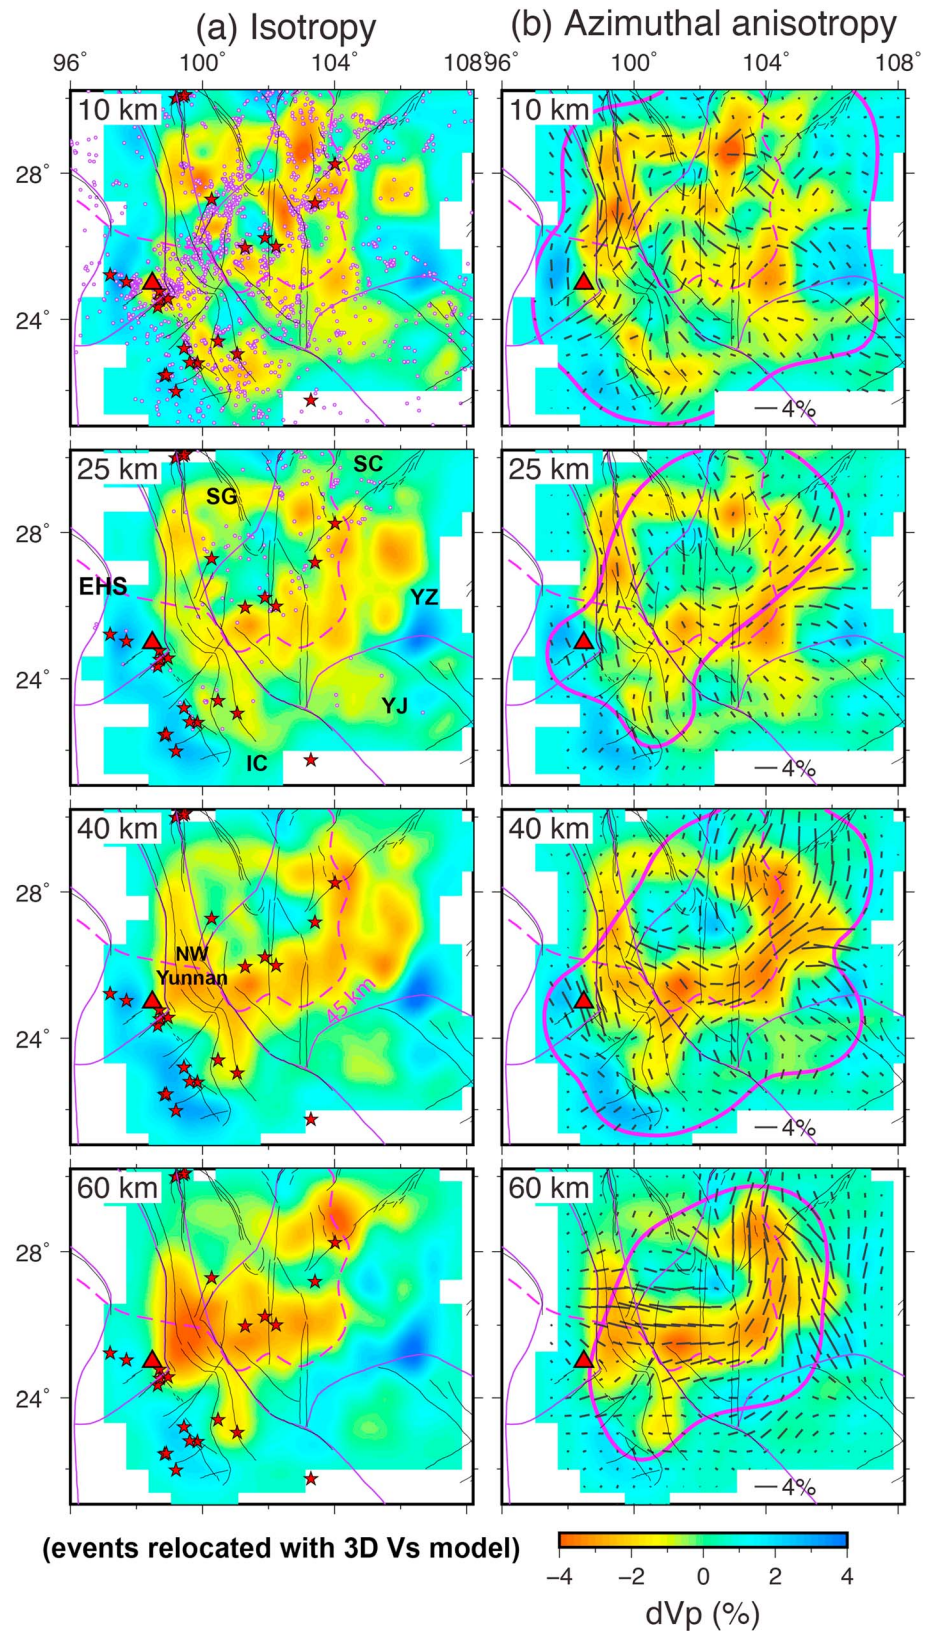 (a) Isotropy
(b) Azimuthal anisotropy
96° 100° 104° 108°
96° 100° 104° 108°
10 km
10 km
28°
24°
4%
25 km
SC
25 km
SG
28°
EHS
YZ
24°
YJ
IC
4%
40 km
40 km
28°
NW
Yunnan
45 km
24°
4%
60 km
60 km
28°
24°
4%
(events relocated with 3D Vs model)
−4 −2 0 2 4
dVp (%)